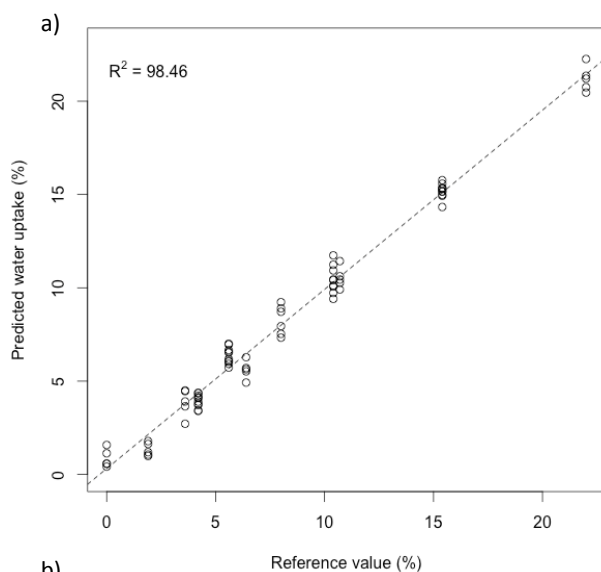 a)
R² = 98.46
Predicted water uptake (%)
20
15
10
5
0
0 5 10 15 20
Reference value (%)
b)